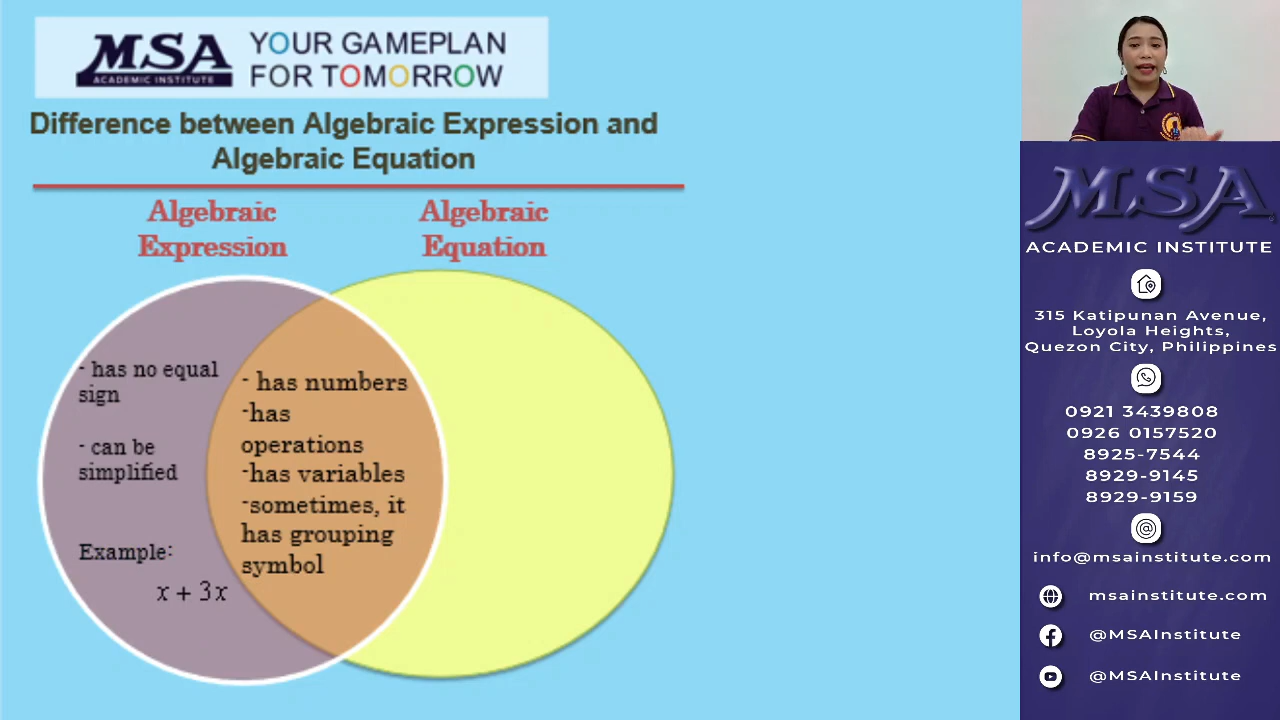 MSA
ACADEMIC INSTITUTE
YOUR GAMEPLAN
FOR TOMORROW
Difference between Algebraic Expression and
Algebraic Equation
Algebraic
Expression
Algebraic
Equation
- has no equal
sign
- can be
simplified
Example:
x + 3x
- has numbers
-has
operations
-has variables
-sometimes, it
has grouping
symbol
MSA
ACADEMIC INSTITUTE
315 Katipunan Avenue,
Loyola Heights,
Quezon City, Philippines
0921 3439808
0926 0157520
8925-7544
8929-9145
8929-9159
info@msainstitute.com
msainstitute.com
@MSAInstitute
@MSAInstitute